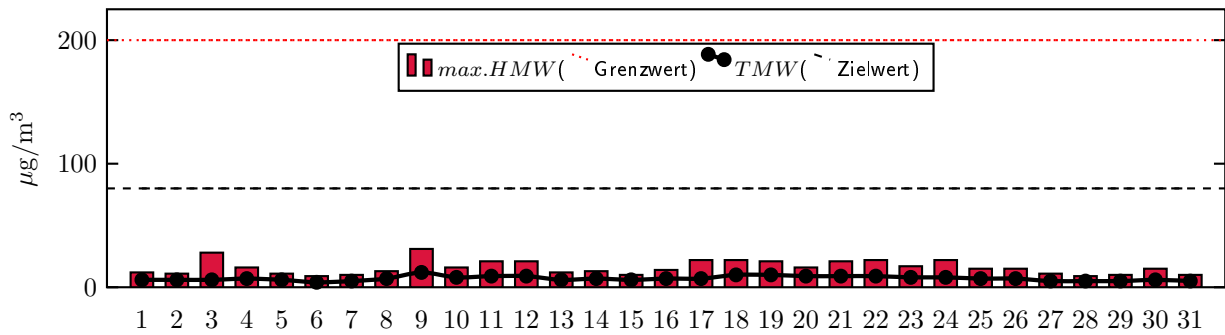 200
max.HMW( Grenzwert) TMW( Zielwert)
µg/m³
100
0
1 2 3 4 5 6 7 8 9 10 11 12 13 14 15 16 17 18 19 20 21 22 23 24 25 26 27 28 29 30 31